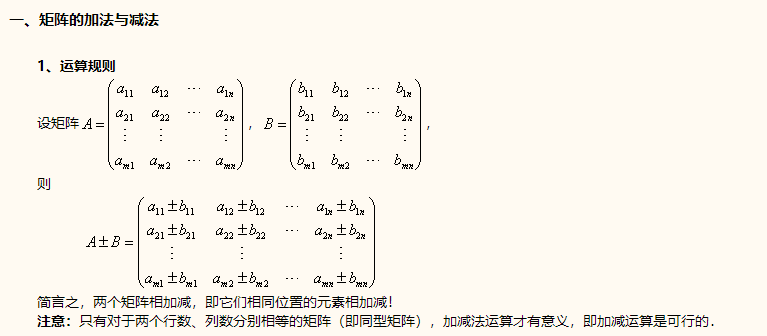 一、矩阵的加法与减法
1、运算规则
设矩阵 $A=\begin{pmatrix} a_{11} & a_{12} & \cdots & a_{1n} \\ a_{21} & a_{22} & \cdots & a_{2n} \\ \vdots & \vdots & & \vdots \\ a_{m1} & a_{m2} & \cdots & a_{mn} \end{pmatrix}$，$B=\begin{pmatrix} b_{11} & b_{12} & \cdots & b_{1n} \\ b_{21} & b_{22} & \cdots & b_{2n} \\ \vdots & \vdots & & \vdots \\ b_{m1} & b_{m2} & \cdots & b_{mn} \end{pmatrix}$，
则
$A\pm B=\begin{pmatrix} a_{11}\pm b_{11} & a_{12}\pm b_{12} & \cdots & a_{1n}\pm b_{1n} \\ a_{21}\pm b_{21} & a_{22}\pm b_{22} & \cdots & a_{2n}\pm b_{2n} \\ \vdots & \vdots & & \vdots \\ a_{m1}\pm b_{m1} & a_{m2}\pm b_{m2} & \cdots & a_{mn}\pm b_{mn} \end{pmatrix}$
简言之，两个矩阵相加减，即它们相同位置的元素相加减！
注意：只有对于两个行数、列数分别相等的矩阵（即同型矩阵），加减法运算才有意义，即加减运算是可行的．